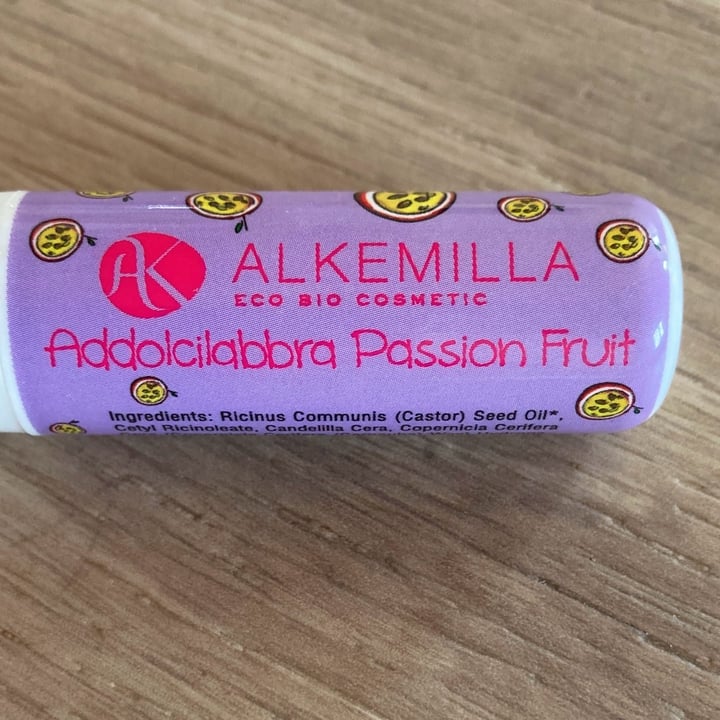 AK
ALKEMILLA
ECO BIO COSMETIC
Addolcilabbra Passion Fruit
Ingredients: Ricinus Communis (Castor) Seed Oil*,
Cetyl Ricinoleate, Candelilla Cera, Copernicia Cerifera